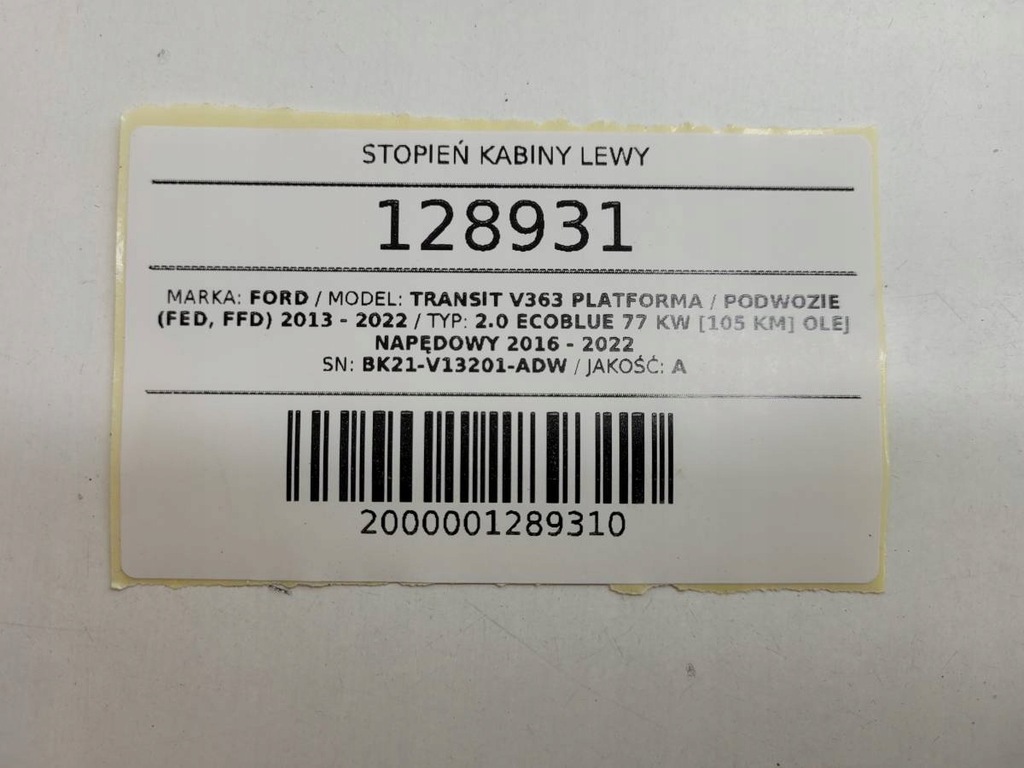 STOPIEŃ KABINY LEWY
128931
MARKA: FORD / MODEL: TRANSIT V363 PLATFORMA / PODWOZIE
(FED, FFD) 2013 - 2022 / TYP: 2.0 ECOBLUE 77 KW [105 KM] OLEJ
NAPĘDOWY 2016 - 2022
SN: BK21-V13201-ADW / JAKOŚĆ: A
2000001289310